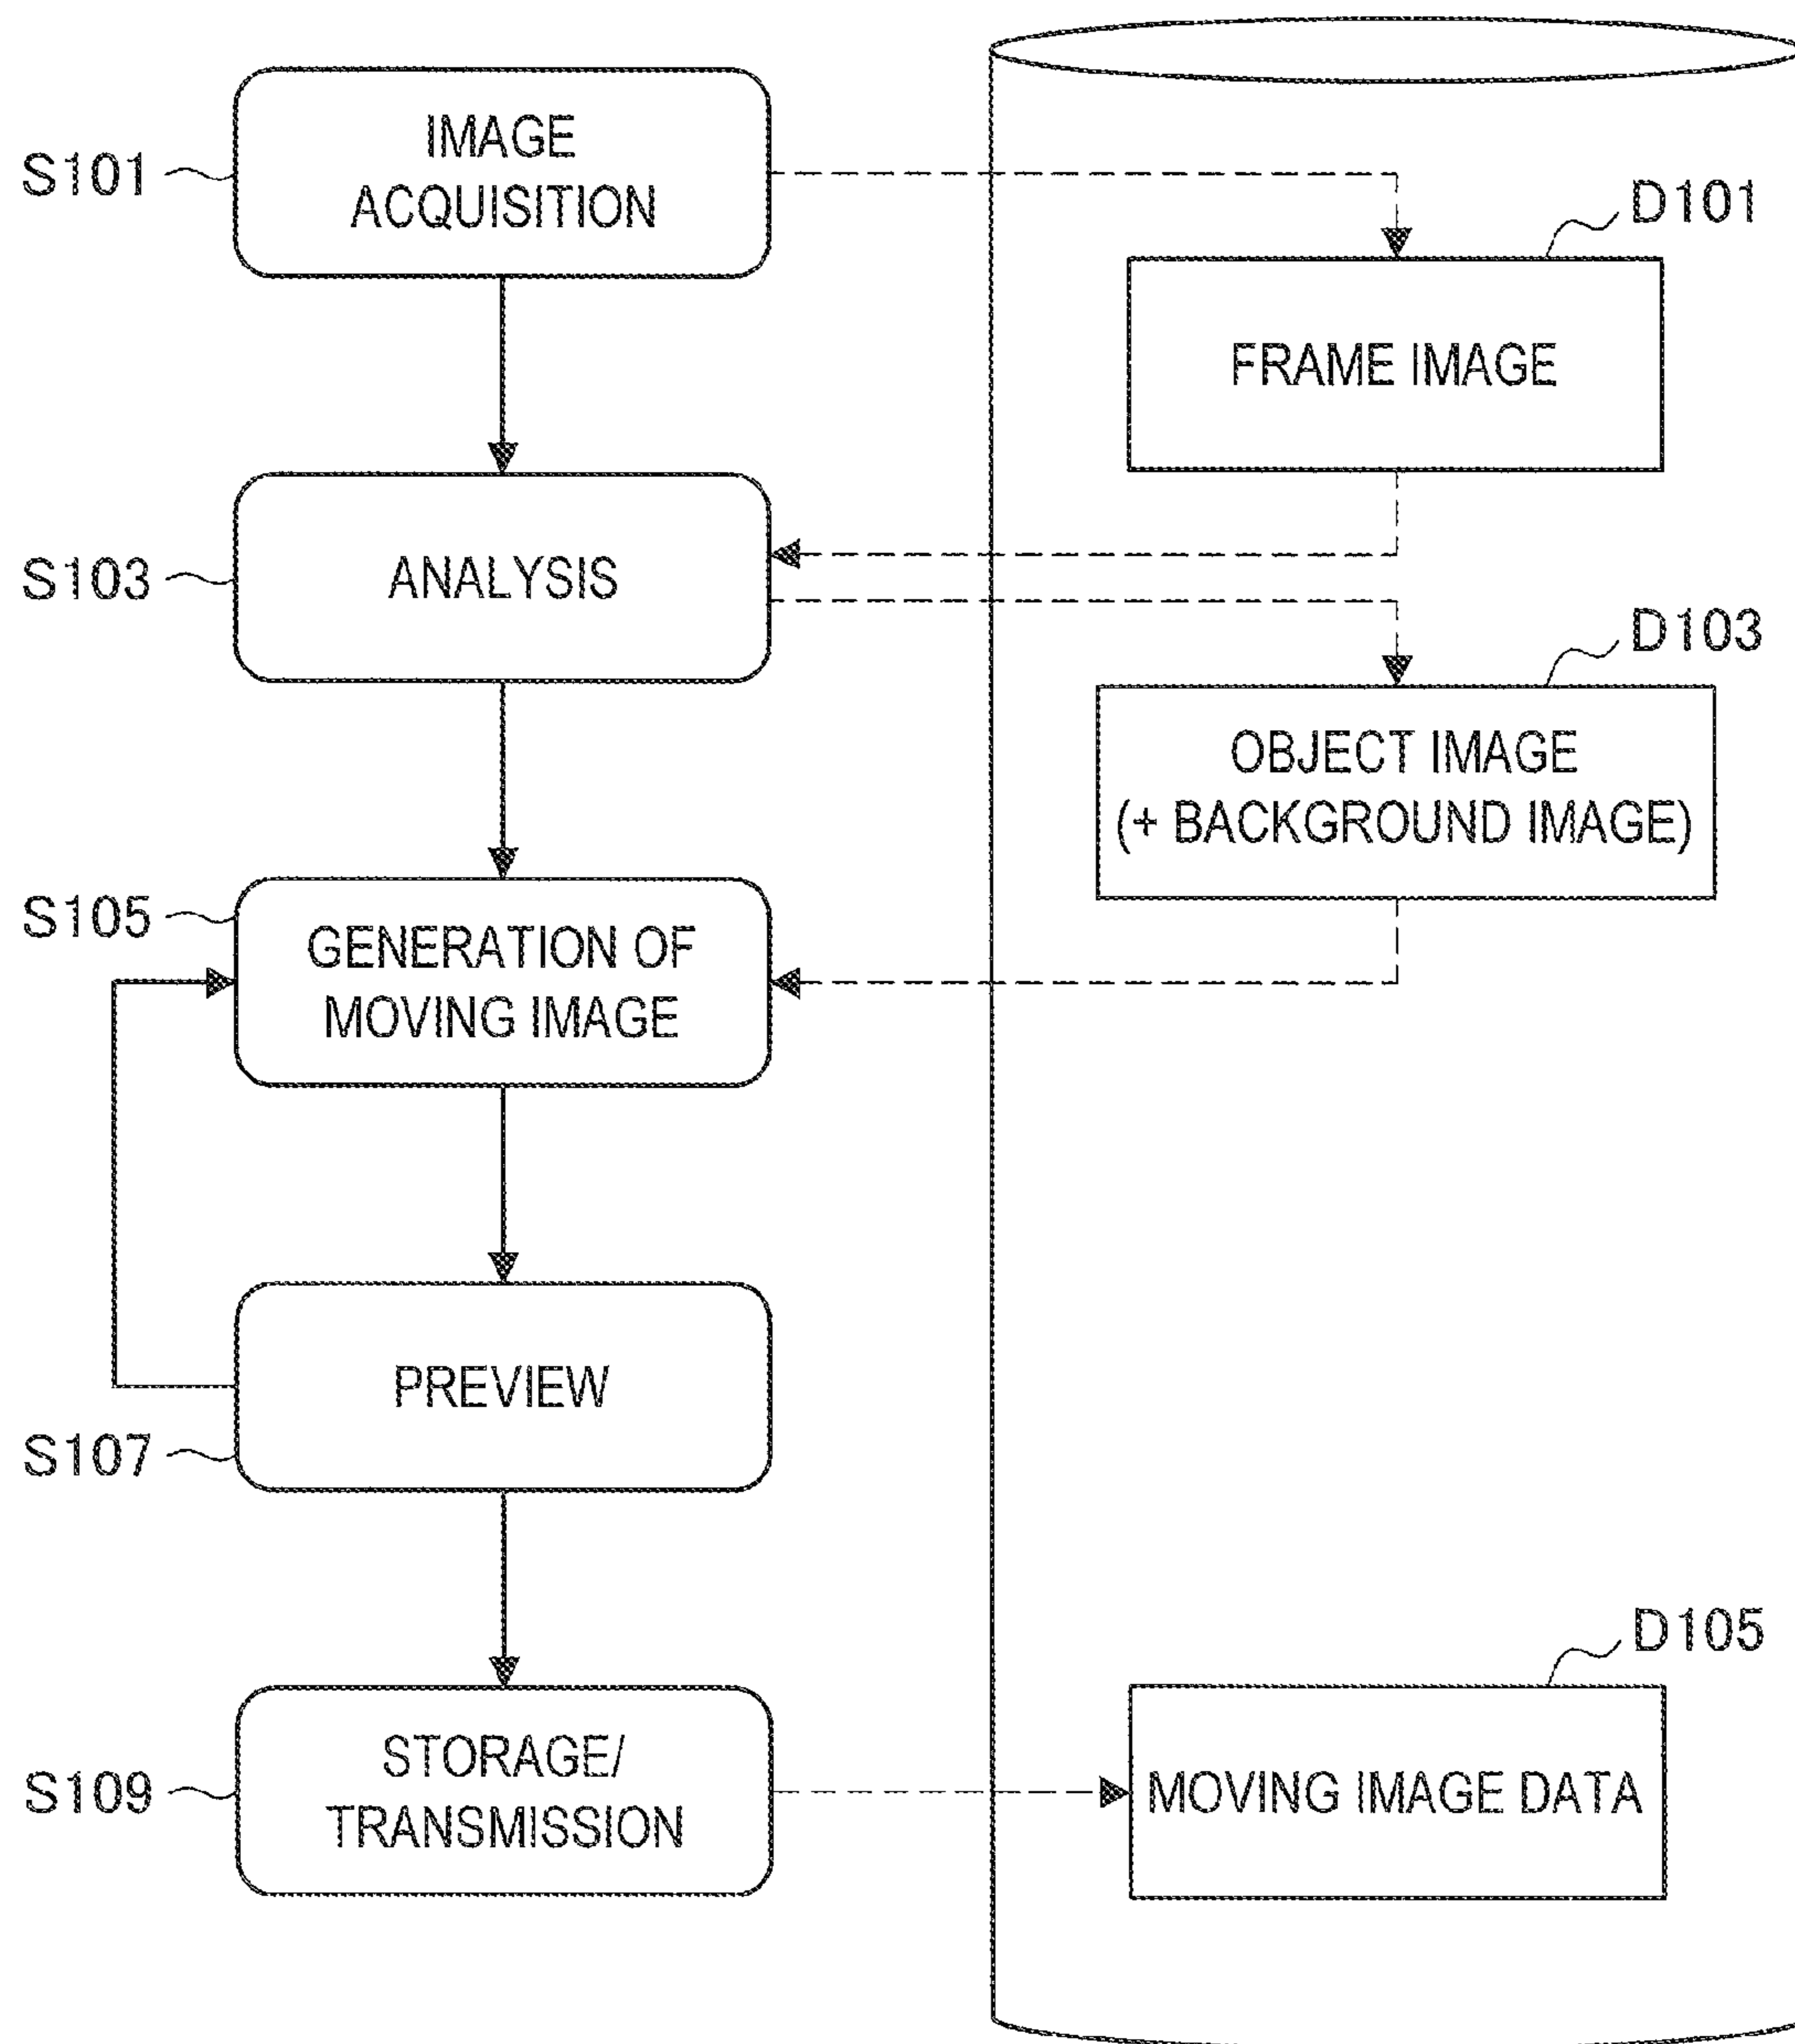 S101
IMAGE
ACQUISITION
D101
FRAME IMAGE
S103
ANALYSIS
D103
OBJECT IMAGE
(+ BACKGROUND IMAGE)
S105
GENERATION OF
MOVING IMAGE
PREVIEW
S107
D105
S109
STORAGE/
TRANSMISSION
MOVING IMAGE DATA